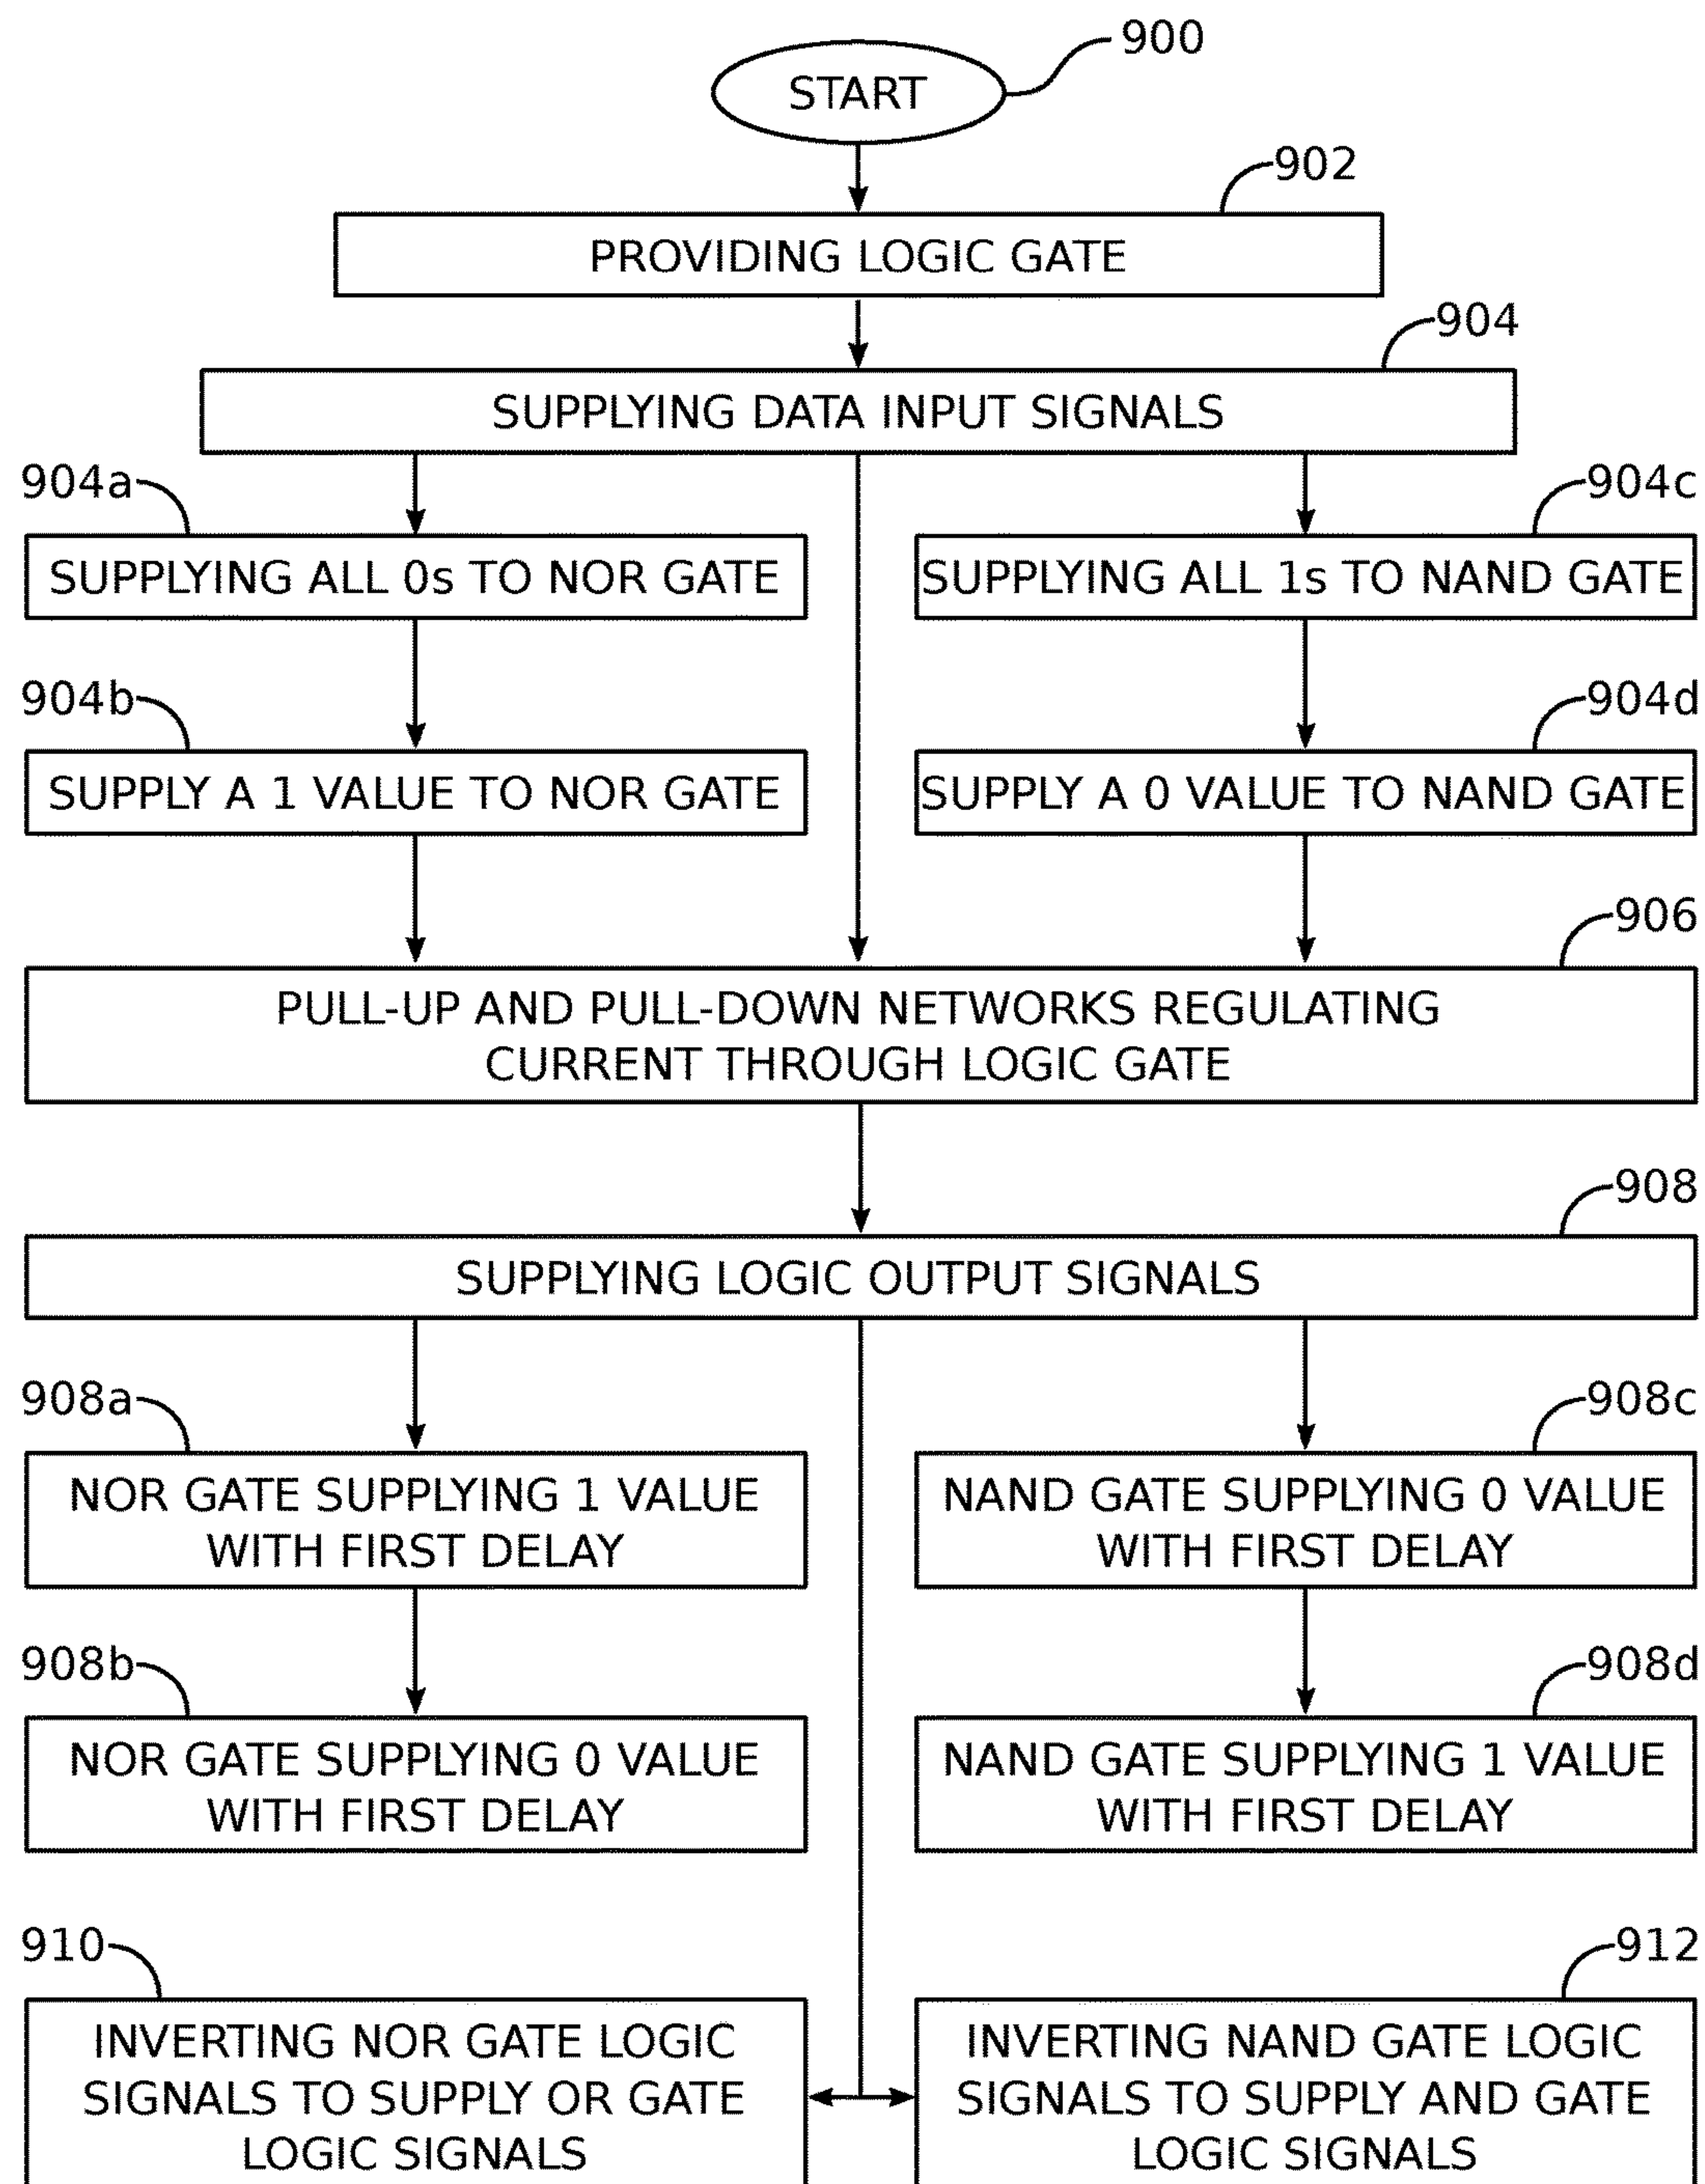 900
START
902
PROVIDING LOGIC GATE
904
SUPPLYING DATA INPUT SIGNALS
904a
904c
SUPPLYING ALL 0s TO NOR GATE
SUPPLYING ALL 1s TO NAND GATE
904b
904d
SUPPLY A 1 VALUE TO NOR GATE
SUPPLY A 0 VALUE TO NAND GATE
906
PULL-UP AND PULL-DOWN NETWORKS REGULATING
CURRENT THROUGH LOGIC GATE
908
SUPPLYING LOGIC OUTPUT SIGNALS
908a
908c
NOR GATE SUPPLYING 1 VALUE
WITH FIRST DELAY
NAND GATE SUPPLYING 0 VALUE
WITH FIRST DELAY
908b
908d
NOR GATE SUPPLYING 0 VALUE
WITH FIRST DELAY
NAND GATE SUPPLYING 1 VALUE
WITH FIRST DELAY
910
912
INVERTING NOR GATE LOGIC
SIGNALS TO SUPPLY OR GATE
LOGIC SIGNALS
INVERTING NAND GATE LOGIC
SIGNALS TO SUPPLY AND GATE
LOGIC SIGNALS